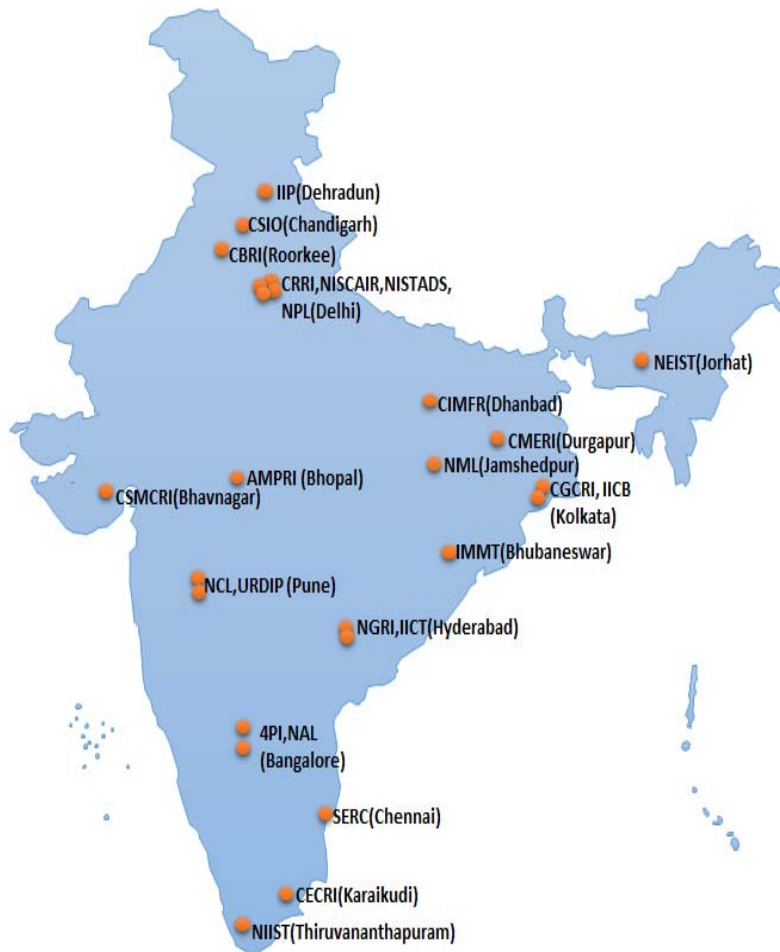 IIP(Dehradun)
CSIO(Chandigarh)
CBRI(Roorkee)
CRRI,NISCAIR,NISTADS,
NPL(Delhi)
NEIST(Jorhat)
CIMFR(Dhanbad)
CMERI(Durgapur)
NML(Jamshedpur)
AMPRI (Bhopal)
CSMCRI(Bhavnagar)
CGCRI, IICB
(Kolkata)
IMMT(Bhubaneswar)
NCL,URDIP (Pune)
NGRI,IICT(Hyderabad)
4PI,NAL
(Bangalore)
SERC(Chennai)
CECRI(Karaikudi)
NIIST(Thiruvananthapuram)